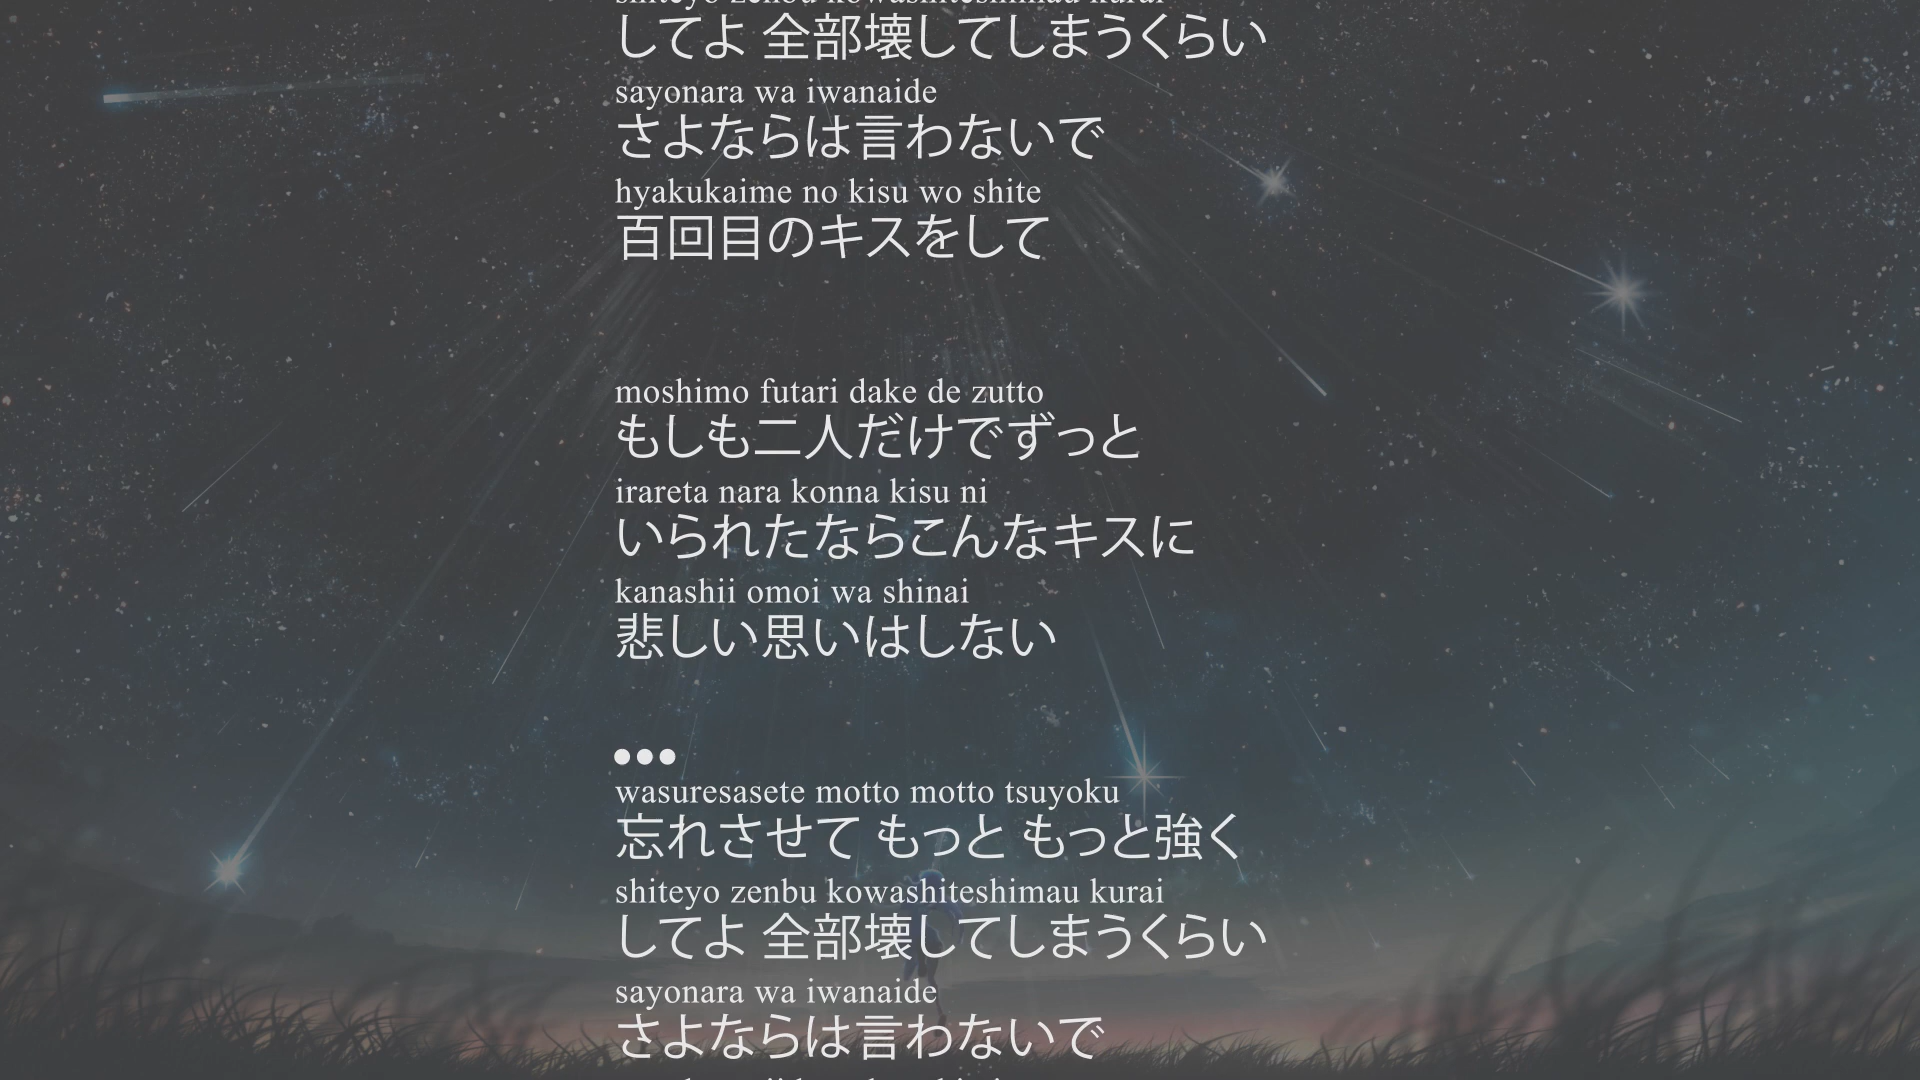 shiteyo zenbu kowashiteshimau kurai
してよ 全部壊してしまうくらい
sayonara wa iwanaide
さよならは言わないで
hyakukaime no kisu wo shite
百回目のキスをして
moshimo futari dake de zutto
もしも二人だけでずっと
irareta nara konna kisu ni
いられたならこんなキスに
kanashii omoi wa shinai
悲しい思いはしない
●●●
wasuresasete motto motto tsuyoku
忘れさせて もっと もっと強く
shiteyo zenbu kowashiteshimau kurai
してよ 全部壊してしまうくらい
sayonara wa iwanaide
さよならは言わないで